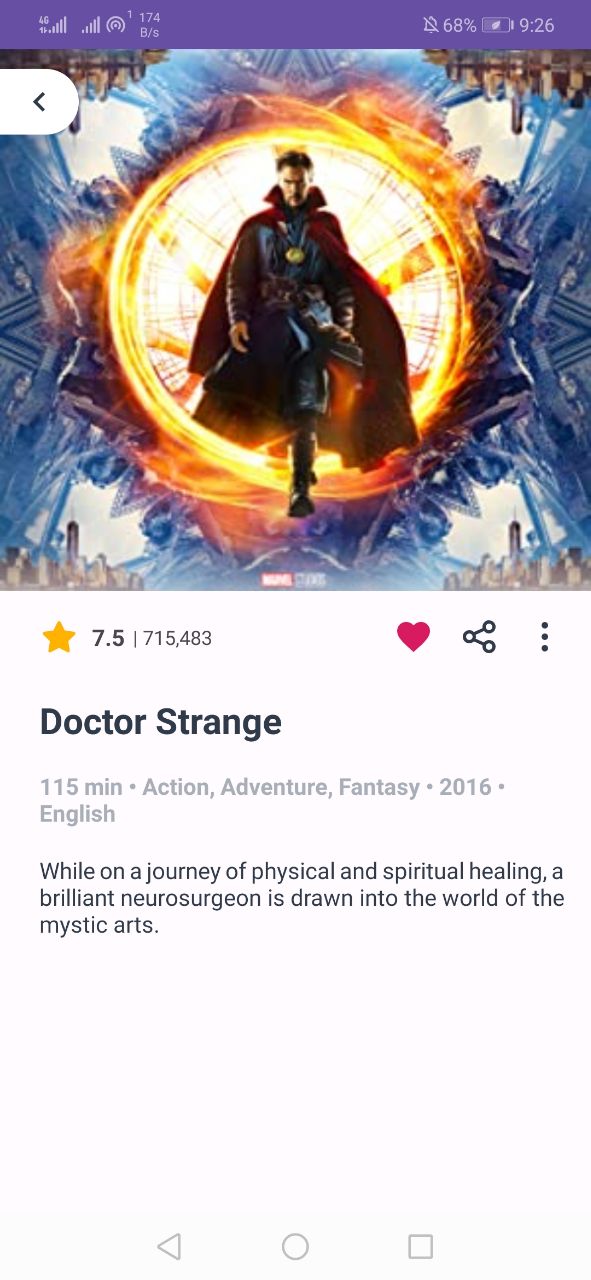 4G 1 174 68% 9:26
B/s
MARVEL STUDIOS
7.5 | 715,483
Doctor Strange
115 min • Action, Adventure, Fantasy • 2016 •
English
While on a journey of physical and spiritual healing, a
brilliant neurosurgeon is drawn into the world of the
mystic arts.